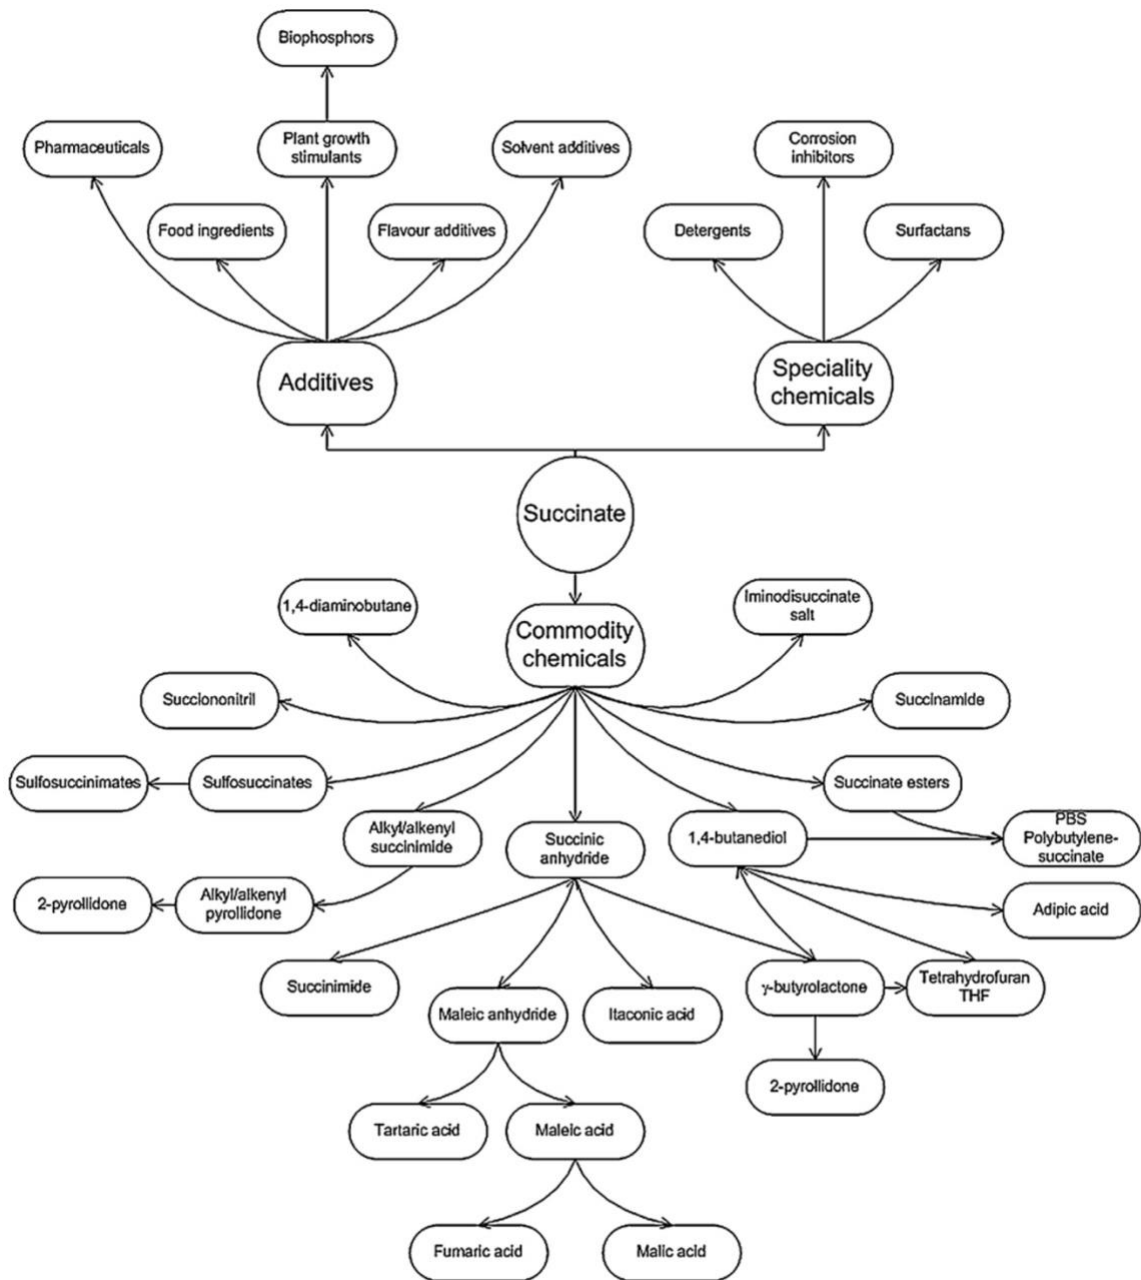 Biophosphors
Pharmaceuticals
Plant growth
stimulants
Solvent additives
Corrosion
inhibitors
Food ingredients
Flavour additives
Detergents
Surfactans
Additives
Speciality
chemicals
Succinate
1,4-diaminobutane
Commodity
chemicals
Iminodisuccinate
salt
Succiononitril
Succinamide
Sulfosuccinimates
Sulfosuccinates
Succinate esters
Alkyl/alkenyl
succinimide
Succinic
anhydride
1,4-butanediol
PBS
Polybutylene-
succinate
2-pyrollidone
Alkyl/alkenyl
pyrollidone
Adipic acid
Succinimide
Maleic anhydride
Itaconic acid
γ-butyrolactone
Tetrahydrofuran
THF
2-pyrollidone
Tartaric acid
Maleic acid
Fumaric acid
Malic acid